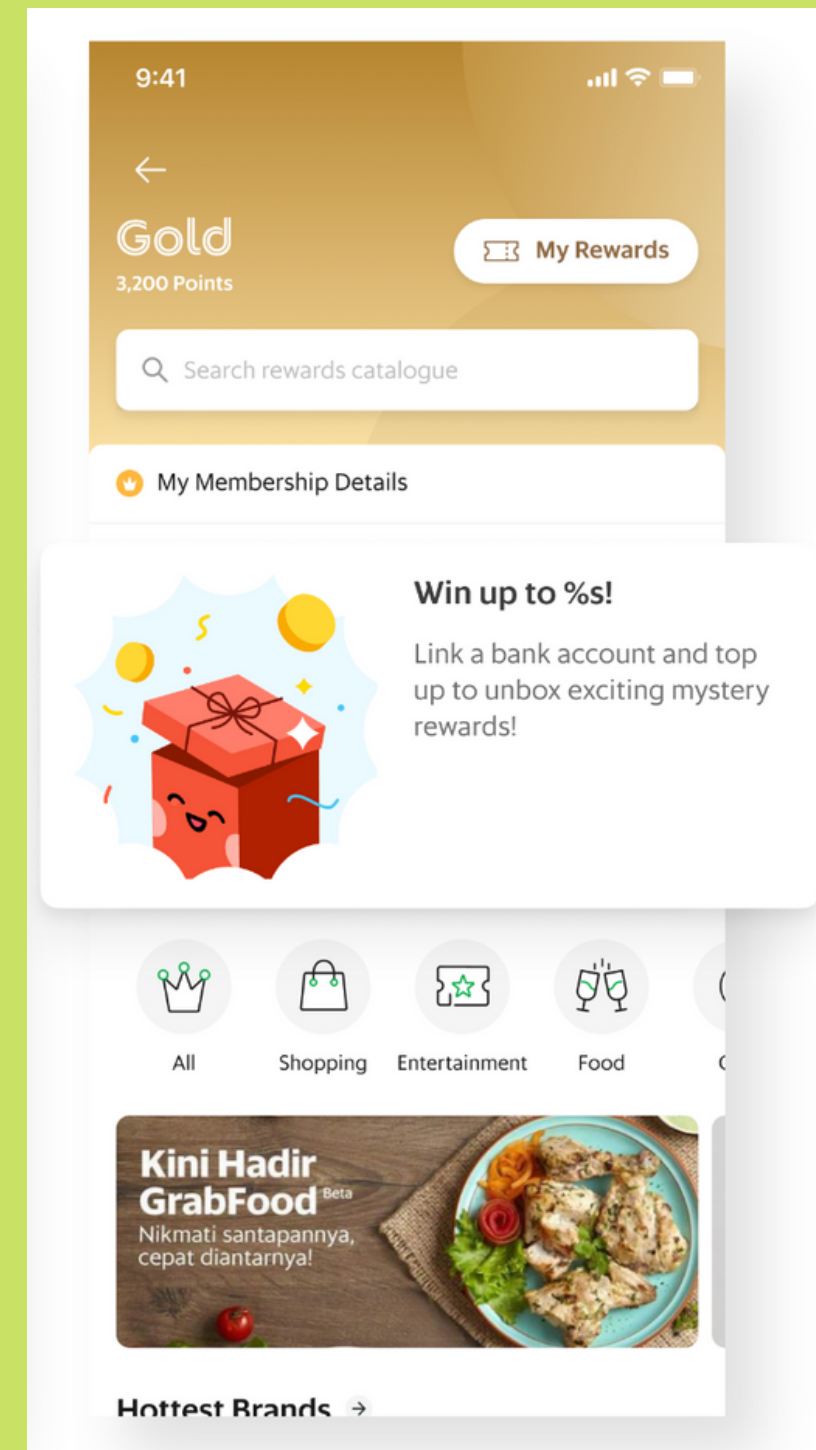 9:41
Gold
3,200 Points
My Rewards
Search rewards catalogue
My Membership Details
Win up to %s!
Link a bank account and top
up to unbox exciting mystery
rewards!
All
Shopping
Entertainment
Food
Kini Hadir
GrabFood Beta
Nikmati santapannya,
cepat diantarnya!
Hottest Brands